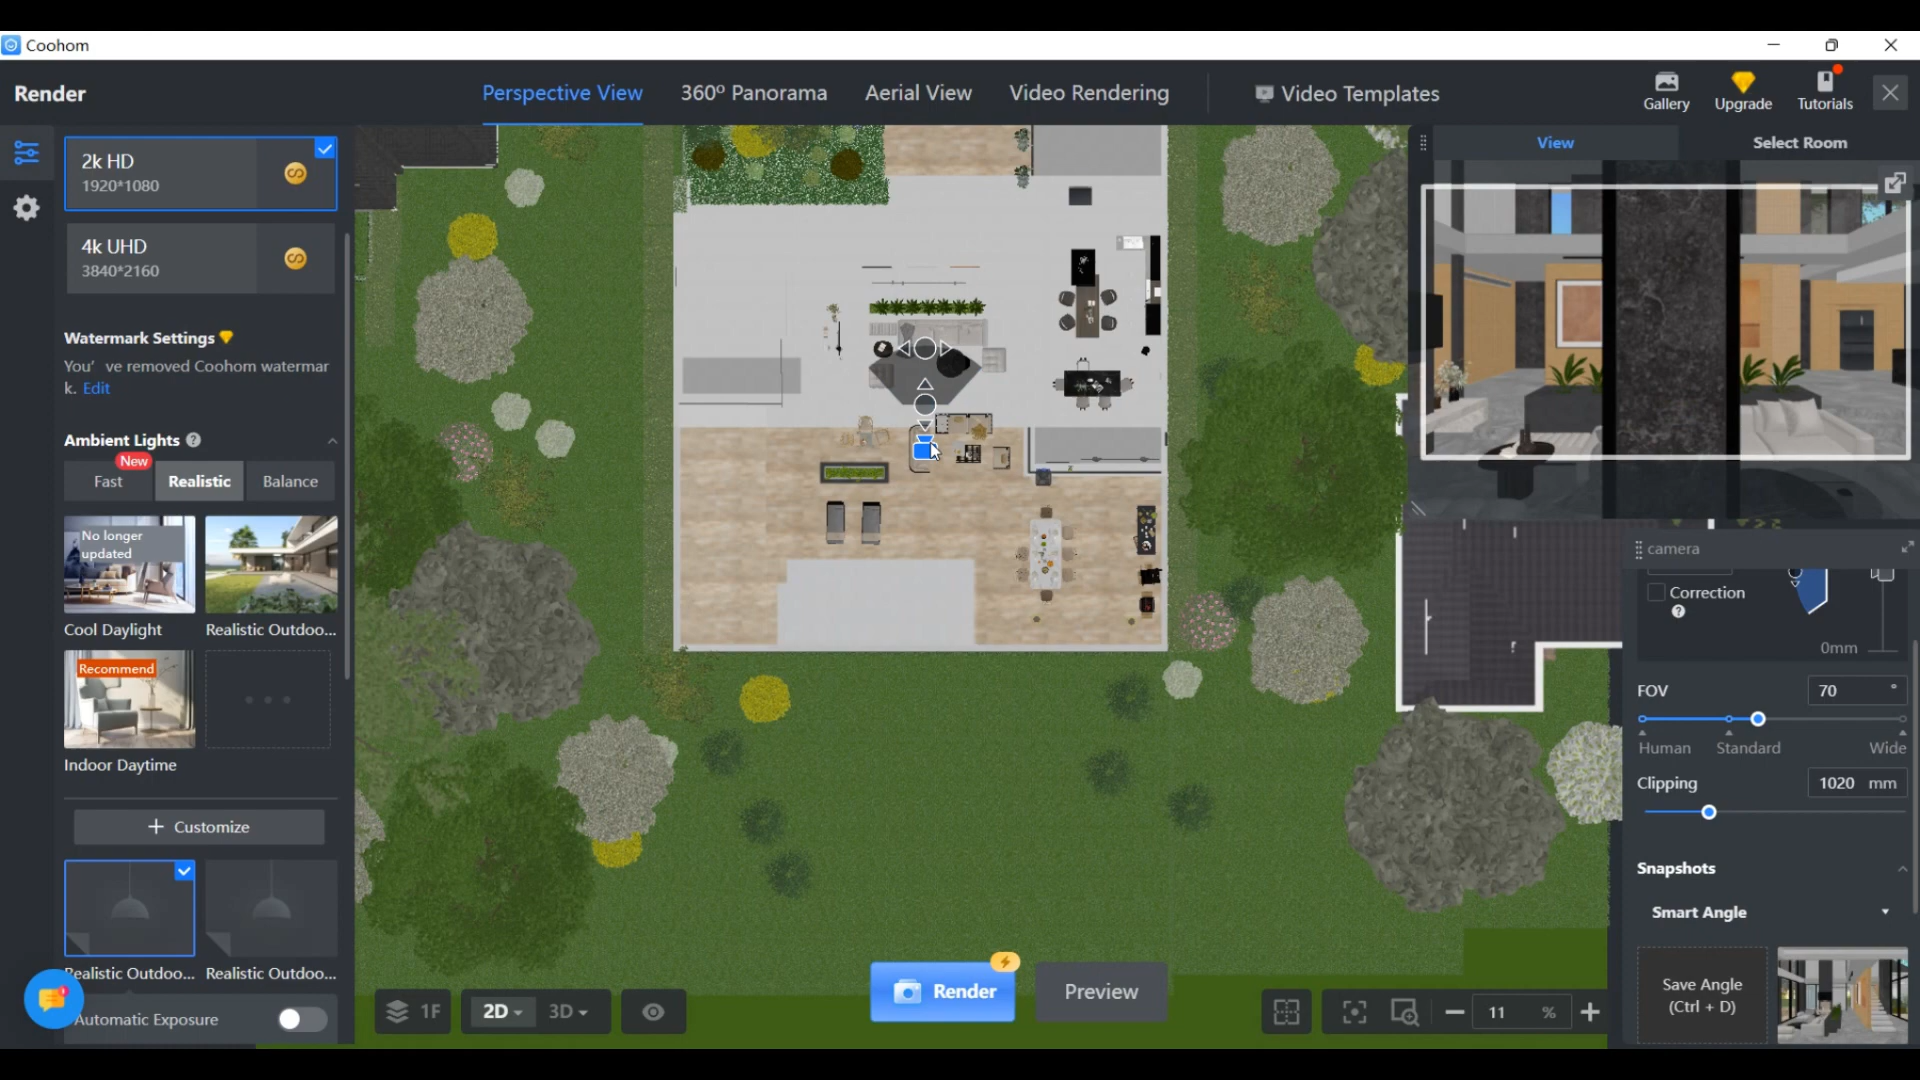 Coohom
Render
Perspective View
360º Panorama
Aerial View
Video Rendering
Video Templates
Gallery
Upgrade
Tutorials
2k HD
1920*1080
4k UHD
3840*2160
Watermark Settings
You' ve removed Coohom watermar
k. Edit
Ambient Lights ?
New
Fast
Realistic
Balance
No longer
updated
Cool Daylight
Realistic Outdoo...
Recommend
Indoor Daytime
+ Customize
Realistic Outdoo...
Realistic Outdoo...
Automatic Exposure
1F
2D
3D
Render
Preview
11 %
View
Select Room
camera
Correction
?
0mm
FOV
70 °
Human
Standard
Wide
Clipping
1020 mm
Snapshots
Smart Angle
Save Angle
(Ctrl + D)